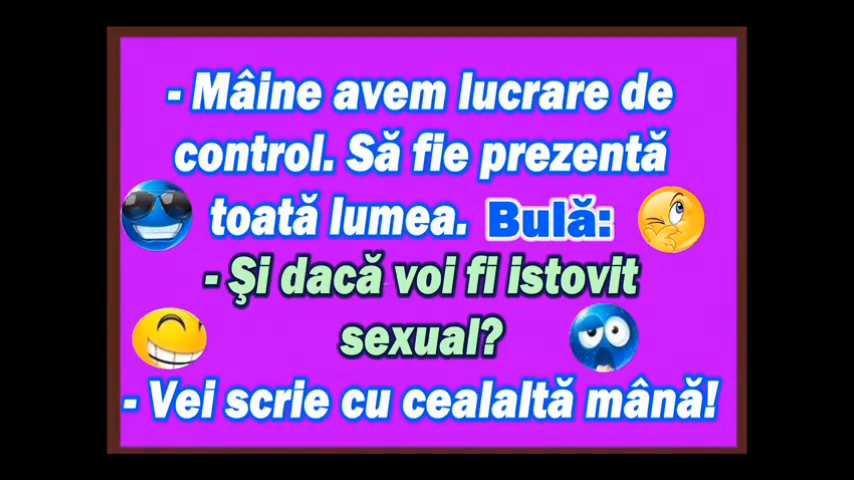 - Mâine avem lucrare de
control. Să fie prezentă
toată lumea. Bulă:
- Şi dacă voi fi istovit
sexual?
- Vei scrie cu cealaltă mână!